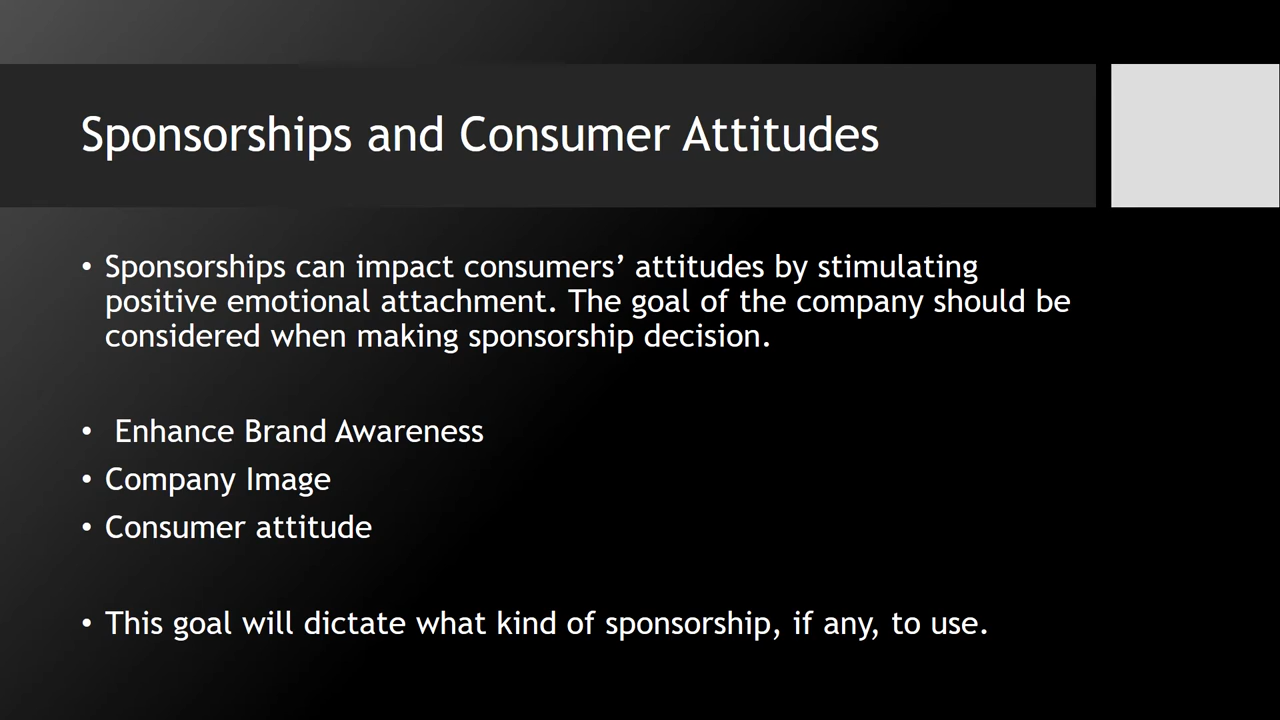 Sponsorships and Consumer Attitudes
• Sponsorships can impact consumers’ attitudes by stimulating
positive emotional attachment. The goal of the company should be
considered when making sponsorship decision.
• Enhance Brand Awareness
• Company Image
• Consumer attitude
• This goal will dictate what kind of sponsorship, if any, to use.